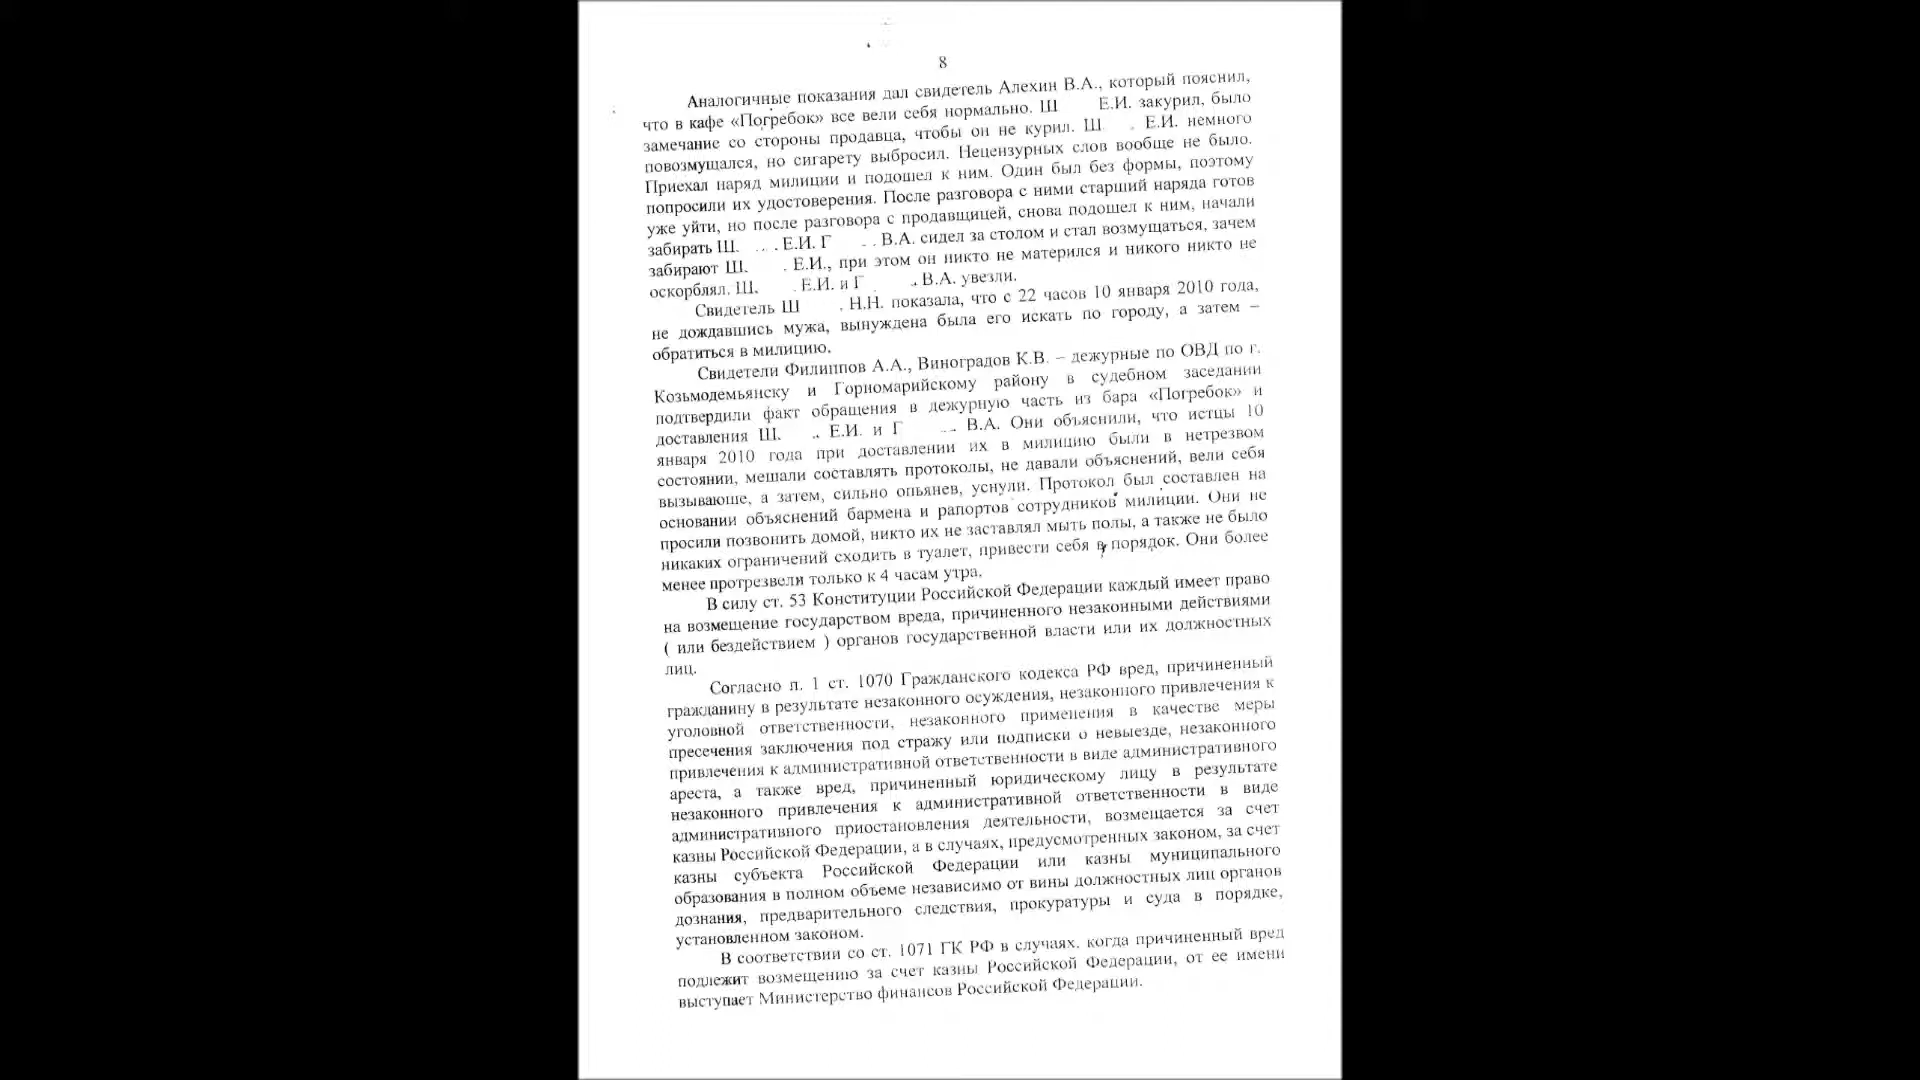 8
Аналогичные показания дал свидетель Алехин В.А., который пояснил,
что в кафе «Погребок» все вели себя нормально. Ш Е.И. закурил, было
замечание со стороны продавца, чтобы он не курил. Ш. Е.И. немного
повозмущался, но сигарету выбросил. Нецензурных слов вообще не было.
Приехал наряд милиции и подошел к ним. Один был без формы, поэтому
попросили их удостоверения. После разговора с ними старший наряда готов
уже уйти, но после разговора с продавщицей, снова подошел к ним, начали
забирать Ш. Е.И. Г В.А. сидел за столом и стал возмущаться, зачем
забирают Ш. Е.И., при этом он никто не матерился и никого никто не
оскорблял. Ш. Е.И. и Г В.А. увезли.
Свидетель Ш Н.Н. показала, что с 22 часов 10 января 2010 года,
не дождавшись мужа, вынуждена была его искать по городу, а затем –
обратиться в милицию.
Свидетели Филиппов А.А., Виноградов К.В. – дежурные по ОВД по г.
Козьмодемьянску и Горномарийскому району в судебном заседании
подтвердили факт обращения в дежурную часть из бара «Погребок» и
доставления Ш. Е.И. и Г В.А. Они объяснили, что истцы 10
января 2010 года при доставлении их в милицию были в нетрезвом
состоянии, мешали составлять протоколы, не давали объяснений, вели себя
вызывающе, а затем, сильно опьянев, уснули. Протокол был составлен на
основании объяснений бармена и рапортов сотрудников милиции. Они не
просили позвонить домой, никто их не заставлял мыть полы, а также не было
никаких ограничений сходить в туалет, привести себя в порядок. Они более
менее протрезвели только к 4 часам утра.
В силу ст. 53 Конституции Российской Федерации каждый имеет право
на возмещение государством вреда, причиненного незаконными действиями
( или бездействием ) органов государственной власти или их должностных
лиц.
Согласно п. 1 ст. 1070 Гражданского кодекса РФ вред, причиненный
гражданину в результате незаконного осуждения, незаконного привлечения к
уголовной ответственности, незаконного применения в качестве меры
пресечения заключения под стражу или подписки о невыезде, незаконного
привлечения к административной ответственности в виде административного
ареста, а также вред, причиненный юридическому лицу в результате
незаконного привлечения к административной ответственности в виде
административного приостановления деятельности, возмещается за счет
казны Российской Федерации, а в случаях, предусмотренных законом, за счет
казны субъекта Российской Федерации или казны муниципального
образования в полном объеме независимо от вины должностных лиц органов
дознания, предварительного следствия, прокуратуры и суда в порядке,
установленном законом.
В соответствии со ст. 1071 ГК РФ в случаях, когда причиненный вред
подлежит возмещению за счет казны Российской Федерации, от ее имени
выступает Министерство финансов Российской Федерации.